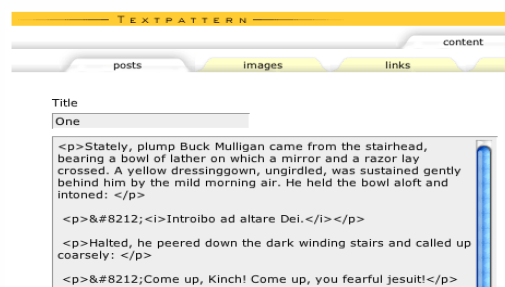 TEXTPATTERN
content
posts images links
Title
One
<p>Stately, plump Buck Mulligan came from the stairhead,
bearing a bowl of lather on which a mirror and a razor lay
crossed. A yellow dressinggown, ungirdled, was sustained gently
behind him by the mild morning air. He held the bowl aloft and
intoned: </p>
<p>&#8212;<i>Introibo ad altare Dei.</i></p>
<p>Halted, he peered down the dark winding stairs and called up
coarsely: </p>
<p>&#8212;Come up, Kinch! Come up, you fearful jesuit!</p>